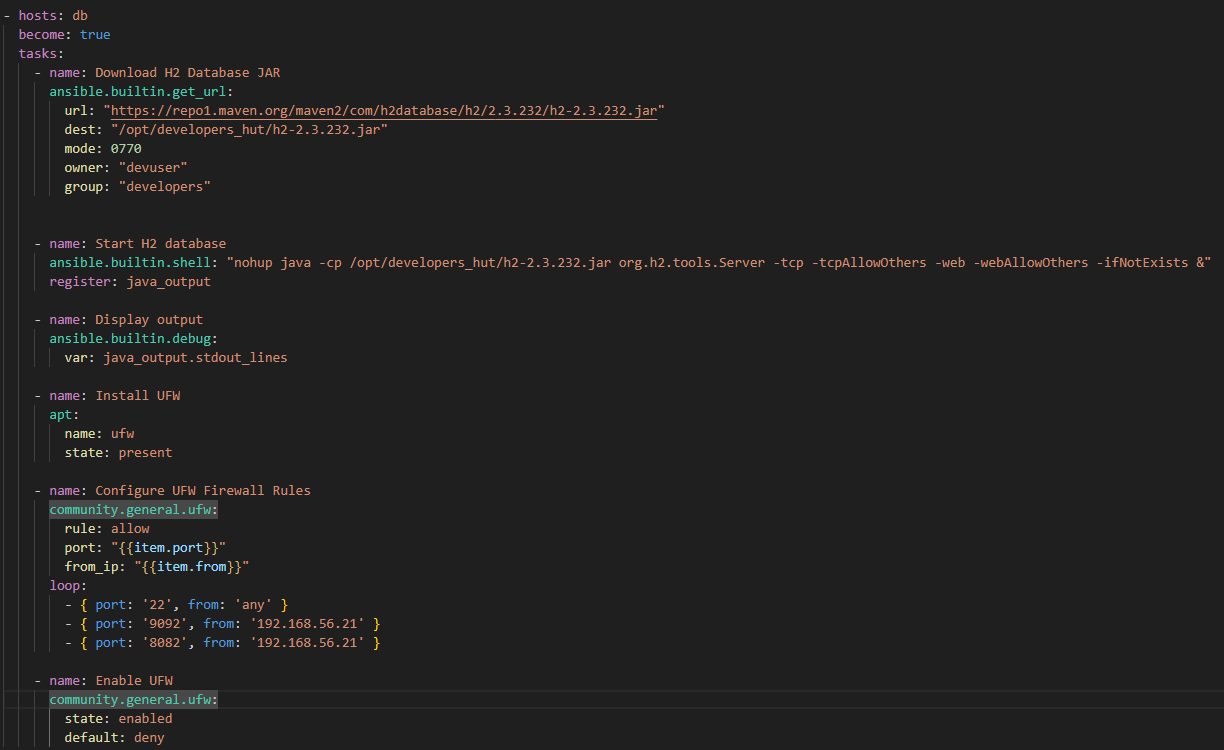 - hosts: db
  become: true
  tasks:
    - name: Download H2 Database JAR
      ansible.builtin.get_url:
        url: "https://repo1.maven.org/maven2/com/h2database/h2/2.3.232/h2-2.3.232.jar"
        dest: "/opt/developers_hut/h2-2.3.232.jar"
        mode: 0770
        owner: "devuser"
        group: "developers"
    - name: Start H2 database
      ansible.builtin.shell: "nohup java -cp /opt/developers_hut/h2-2.3.232.jar org.h2.tools.Server -tcp -tcpAllowOthers -web -webAllowOthers -ifNotExists &"
      register: java_output
    - name: Display output
      ansible.builtin.debug:
        var: java_output.stdout_lines
    - name: Install UFW
      apt:
        name: ufw
        state: present
    - name: Configure UFW Firewall Rules
      community.general.ufw:
        rule: allow
        port: "{{item.port}}"
        from_ip: "{{item.from}}"
      loop:
        - { port: '22', from: 'any' }
        - { port: '9092', from: '192.168.56.21' }
        - { port: '8082', from: '192.168.56.21' }
    - name: Enable UFW
      community.general.ufw:
        state: enabled
        default: deny